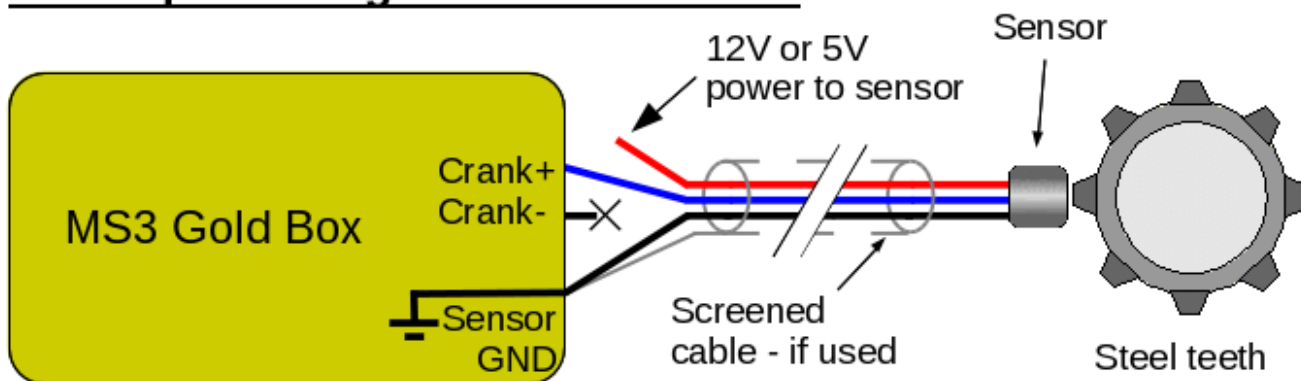 Sensor
12V or 5V
power to sensor
Crank+
Crank-
MS3 Gold Box
Sensor
GND
Screened
cable - if used
Steel teeth